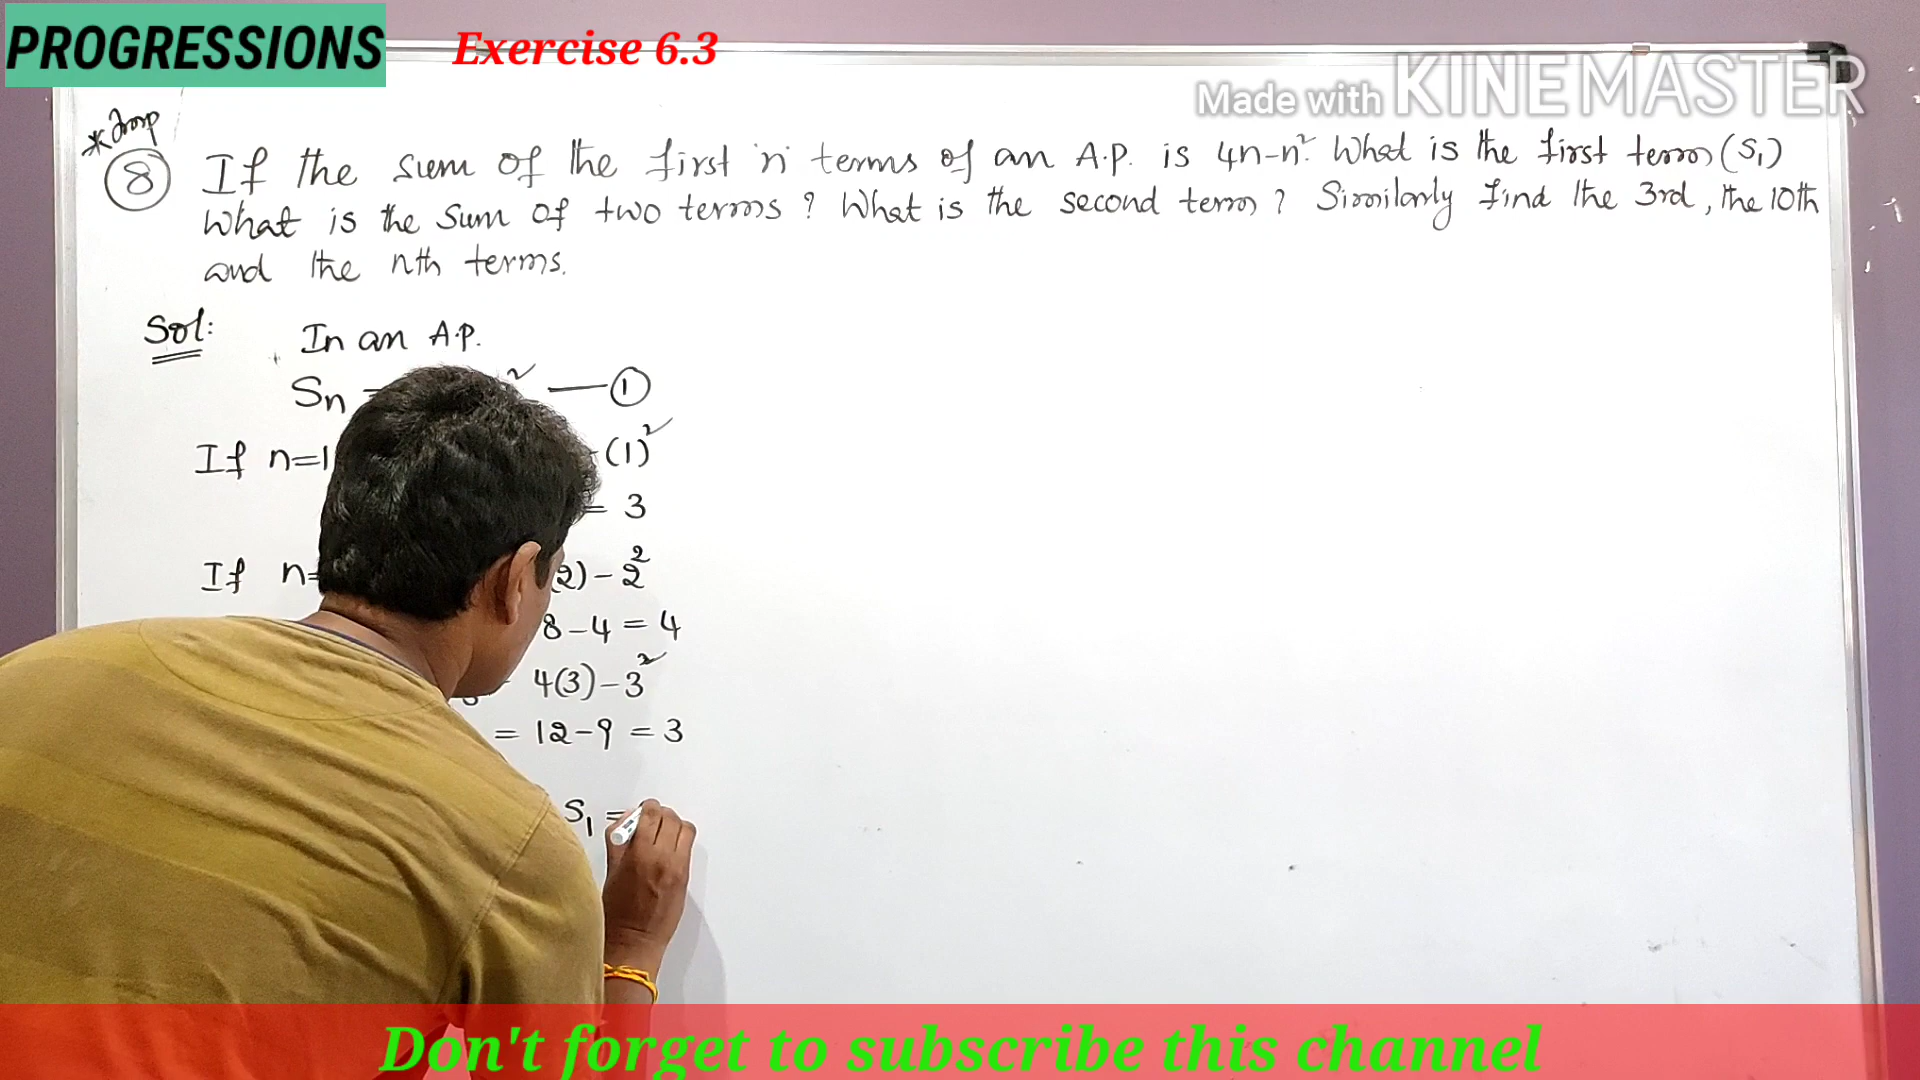 PROGRESSIONS
Exercise 6.3
Made with KINEMASTER
*Imp
8 If the sum of the first 'n' terms of an A.P. is 4n-n². What is the first term (S₁)
What is the sum of two terms ? What is the second term ? Similarly find the 3rd, the 10th
and the nth terms.
Sol: In an A.P.
Sn = ² — ①
If n=1 -(1)²
= 3
If n= 2)-2²
8-4 = 4
4(3)-3²
= 12-9 = 3
S₁ =
Don't forget to subscribe this channel